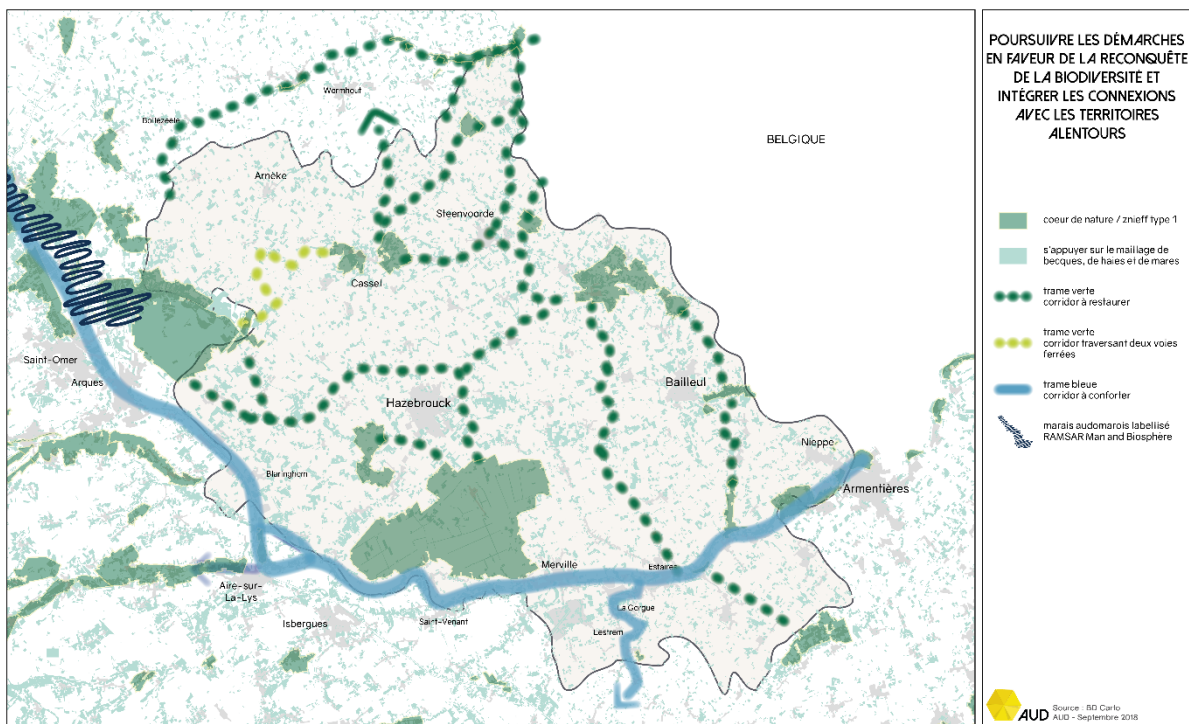 POURSUIVRE LES DÉMARCHES
EN FAVEUR DE LA RECONQUÊTE
DE LA BIODIVERSITÉ ET
INTÉGRER LES CONNEXIONS
AVEC LES TERRITOIRES
ALENTOURS
coeur de nature / znieff type 1
s'appuyer sur le maillage de
becques, de haies et de mares
trame verte
corridor à restaurer
trame verte
corridor traversant deux voies
ferrées
trame bleue
corridor à conforter
marais audomarois labellisé
RAMSAR Man and Biosphère
Wormhout
Bollezeele
BELGIQUE
Arnèke
Steenvoorde
Cassel
Saint-Omer
Arques
Hazebrouck
Bailleul
Nieppe
Blaringhem
Armentières
Merville
Estaires
Aire-sur-
La-Lys
La Gorgue
Saint-Venant
Isbergues
Lestrem
AUD
Source : BD Carto
AUD - Septembre 2018